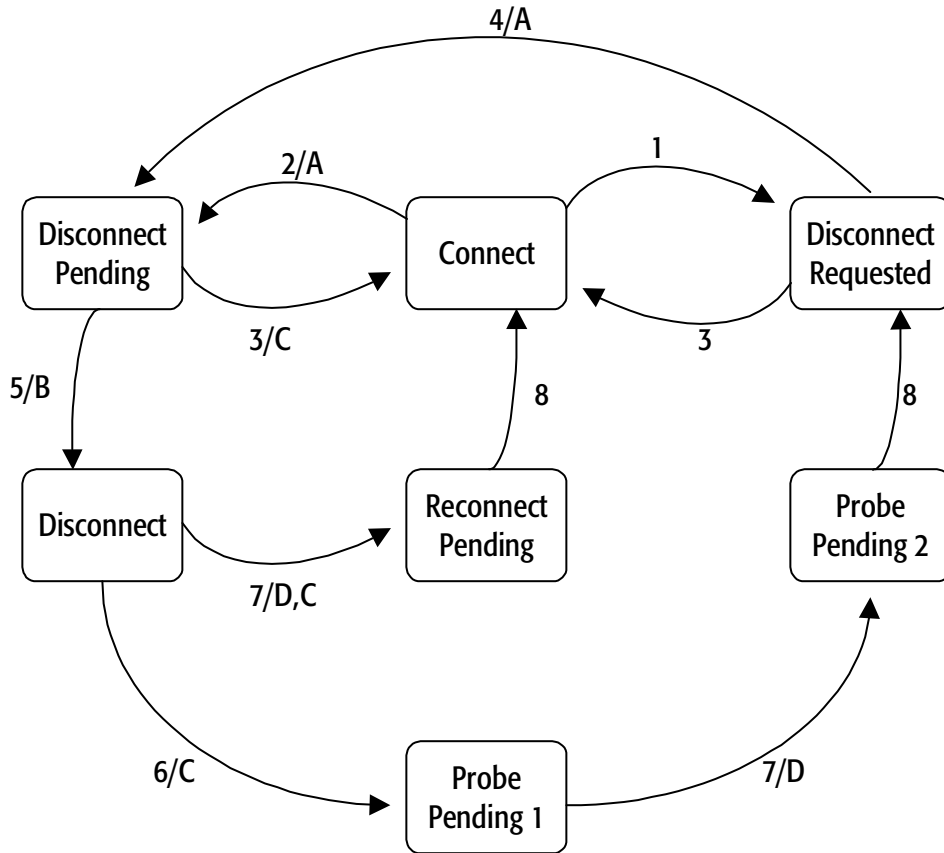 4/A
2/A
1
Disconnect
Pending
Connect
Disconnect
Requested
3/C
3
5/B
8
8
Disconnect
Reconnect
Pending
Probe
Pending 2
7/D,C
6/C
Probe
Pending 1
7/D